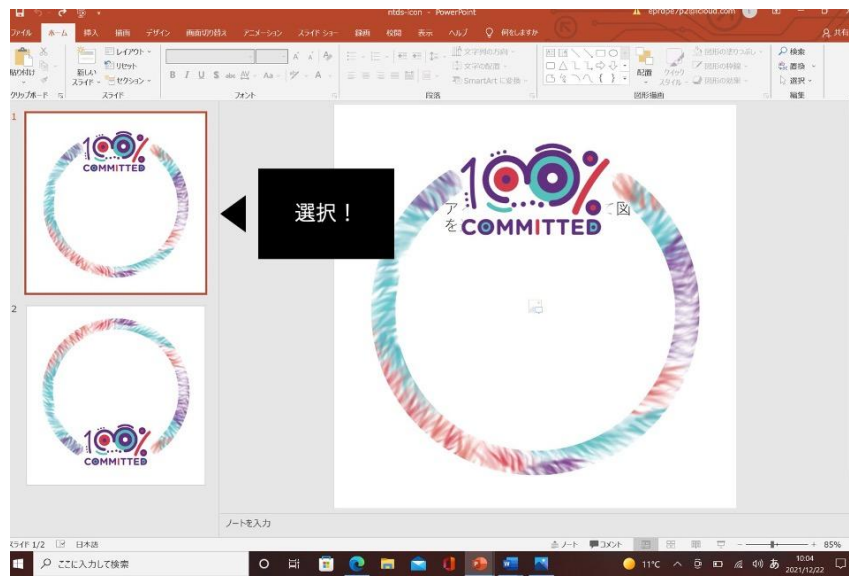 ntds-icon - PowerPoint
ファイル ホーム 挿入 描画 デザイン 画面切り替え アニメーション スライド ショー 録画 校閲 表示 ヘルプ 何をしますか 共有
貼り付け
新しい
スライド
レイアウト
リセット
セクション
B I U S abc AV Aa A
文字列の方向
文字の配置
SmartArt に変換
配置
クイック
スタイル
図形の塗りつぶし
図形の枠線
図形の効果
検索
置換
選択
クリップボード スライド フォント 段落 図形描画 編集
1
100%
COMMITTED
選択！
100%
ア
図
を
COMMITTED
2
100%
COMMITTED
ノートを入力
スライド 1/2 日本語 ノート コメント 85%
ここに入力して検索
11°C
あ
10:04
2021/12/22